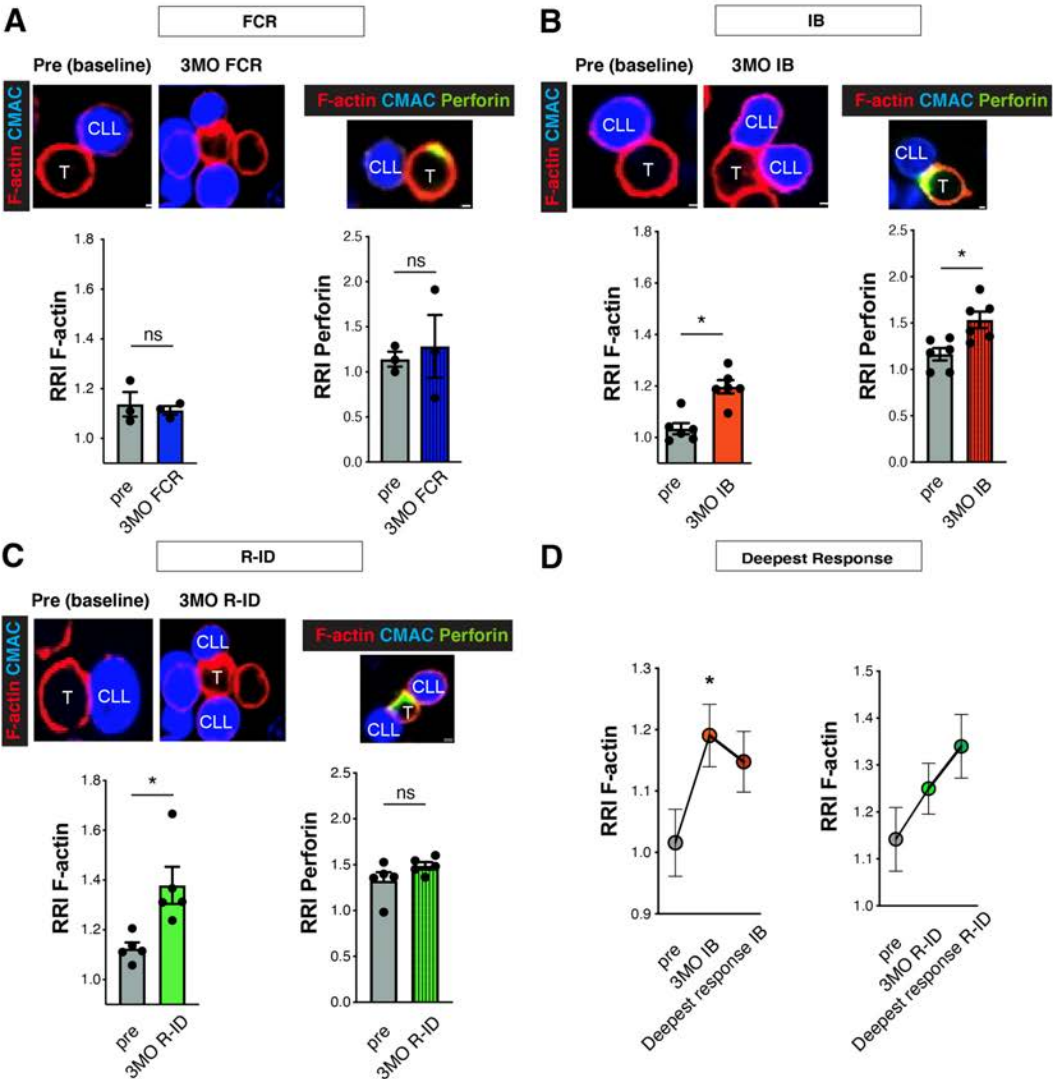 A
FCR
Pre (baseline)
3MO FCR
F-actin CMAC
CLL
T
F-actin CMAC Perforin
CLL
T
RRI F-actin
1.8
1.6
1.4
1.2
1.0
ns
pre
3MO FCR
RRI Perforin
2.5
2.0
1.5
1.0
0.5
0.0
ns
pre
3MO FCR
B
IB
Pre (baseline)
3MO IB
F-actin CMAC
CLL
T
CLL
T
CLL
F-actin CMAC Perforin
CLL
T
RRI F-actin
1.8
1.6
1.4
1.2
1.0
*
pre
3MO IB
RRI Perforin
2.5
2.0
1.5
1.0
0.5
0.0
*
pre
3MO IB
C
R-ID
Pre (baseline)
3MO R-ID
F-actin CMAC
T
CLL
CLL
T
CLL
F-actin CMAC Perforin
CLL
T
CLL
RRI F-actin
1.8
1.6
1.4
1.2
1.0
*
pre
3MO R-ID
RRI Perforin
2.5
2.0
1.5
1.0
0.5
0.0
ns
pre
3MO R-ID
D
Deepest Response
RRI F-actin
1.3
1.2
1.1
1.0
0.9
*
pre
3MO IB
Deepest response IB
RRI F-actin
1.5
1.4
1.3
1.2
1.1
1.0
pre
3MO R-ID
Deepest response R-ID